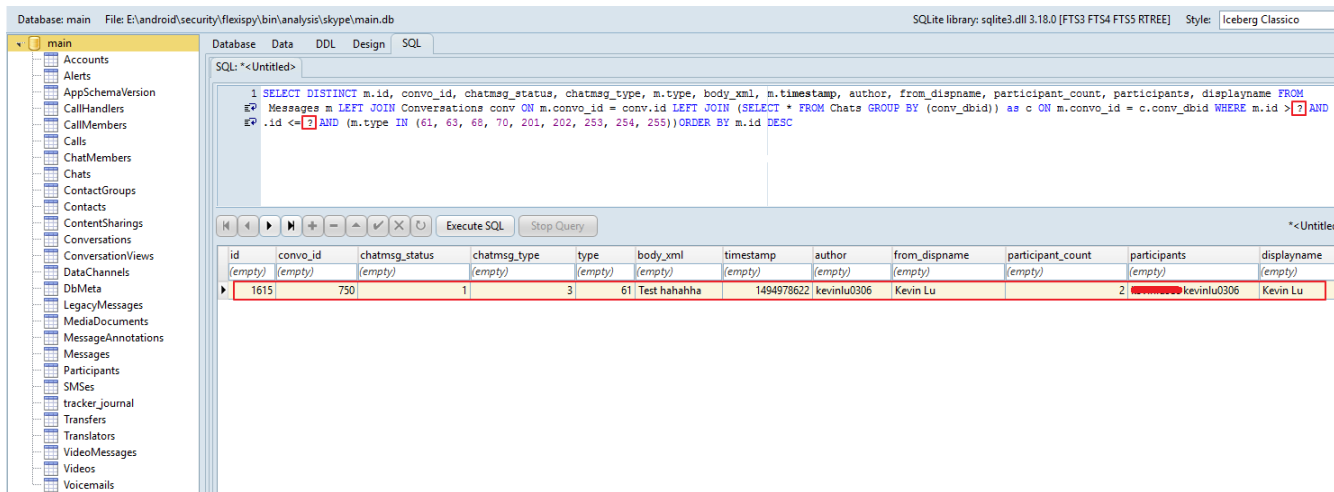 Database: main File: E:\android\security\flexispy\bin\analysis\skype\main.db SQLite library: sqlite3.dll 3.18.0 [FTS3 FTS4 FTS5 RTREE] Style: Iceberg Classico
main
Accounts
Alerts
AppSchemaVersion
CallHandlers
CallMembers
Calls
ChatMembers
Chats
ContactGroups
Contacts
ContentSharings
Conversations
ConversationViews
DataChannels
DbMeta
LegacyMessages
MediaDocuments
MessageAnnotations
Messages
Participants
SMSes
tracker_journal
Transfers
Translators
VideoMessages
Videos
Voicemails
Database Data DDL Design SQL
SQL: *<Untitled>
1 SELECT DISTINCT m.id, convo_id, chatmsg_status, chatmsg_type, m.type, body_xml, m.timestamp, author, from_dispname, participant_count, participants, displayname FROM
Messages m LEFT JOIN Conversations conv ON m.convo_id = conv.id LEFT JOIN (SELECT * FROM Chats GROUP BY (conv_dbid)) as c ON m.convo_id = c.conv_dbid WHERE m.id > ? AND
.id <= ? AND (m.type IN (61, 63, 68, 70, 201, 202, 253, 254, 255))ORDER BY m.id DESC
Execute SQL Stop Query *<Untitled
id convo_id chatmsg_status chatmsg_type type body_xml timestamp author from_dispname participant_count participants displayname
(empty) (empty) (empty) (empty) (empty) (empty) (empty) (empty) (empty) (empty) (empty) (empty)
1615 750 1 3 61 Test hahahha 1494978622 kevinlu0306 Kevin Lu 2 kevinlu0306 Kevin Lu